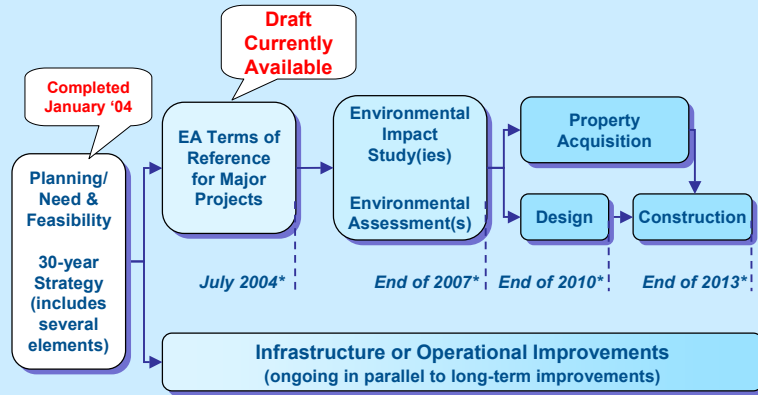 Draft
Currently
Available
Completed
January ‘04
Planning/
Need &
Feasibility
30-year
Strategy
(includes
several
elements)
EA Terms of
Reference
for Major
Projects
Environmental
Impact
Study(ies)
Environmental
Assessment(s)
Property
Acquisition
Design
Construction
July 2004*
End of 2007*
End of 2010*
End of 2013*
Infrastructure or Operational Improvements
(ongoing in parallel to long-term improvements)